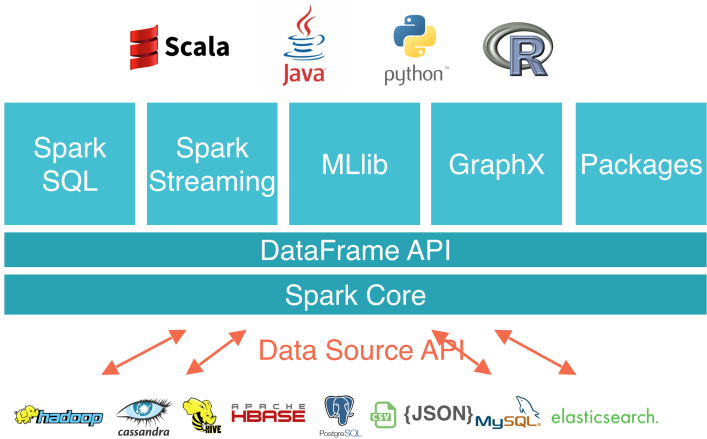 Scala
Java
python™
R
Spark
SQL
Spark
Streaming
MLlib
GraphX
Packages
DataFrame API
Spark Core
Data Source API
hadoop
cassandra
HIVE
APACHE
HBASE
PostgreSQL
CSV
{JSON}
MySQL®
elasticsearch.